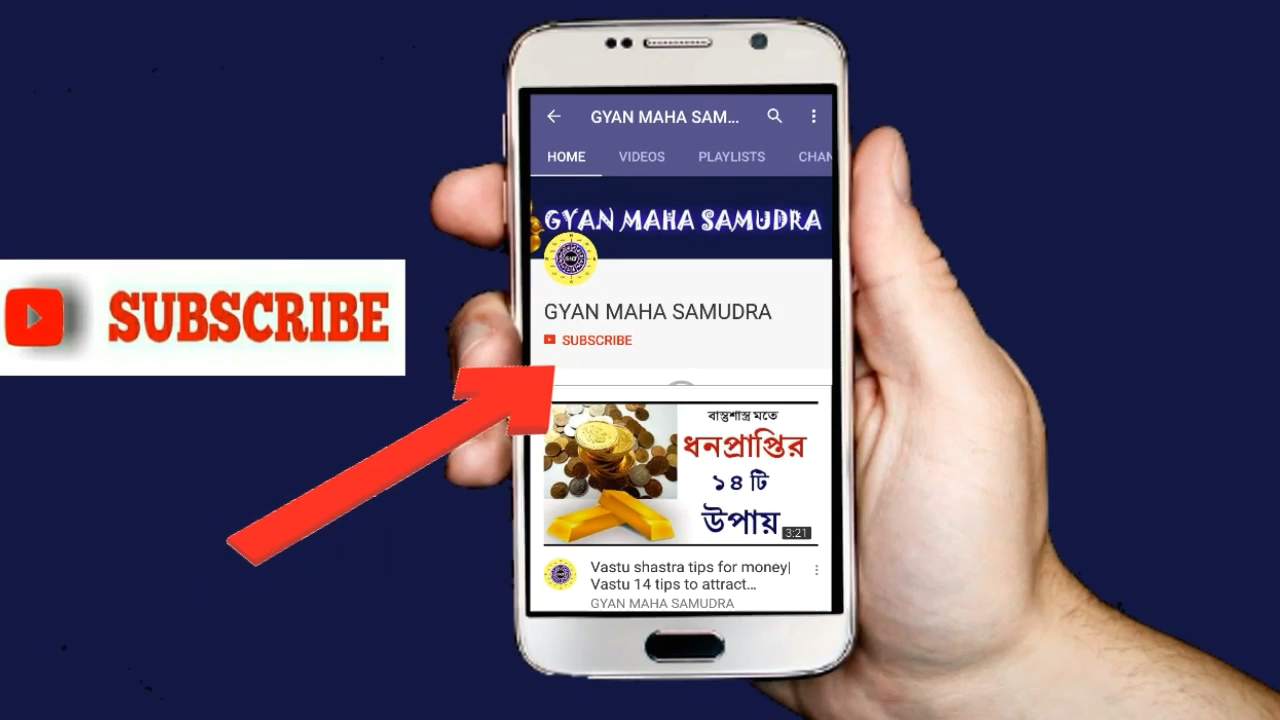 GYAN MAHA SAM...
HOME VIDEOS PLAYLISTS CHAN
GYAN MAHA SAMUDRA
GYAN MAHA SAMUDRA
SUBSCRIBE
SUBSCRIBE
বাস্তুশাস্ত্র মতে
ধনপ্রাপ্তির
১৪ টি
উপায়
3:21
Vastu shastra tips for money|
Vastu 14 tips to attract...
GYAN MAHA SAMUDRA